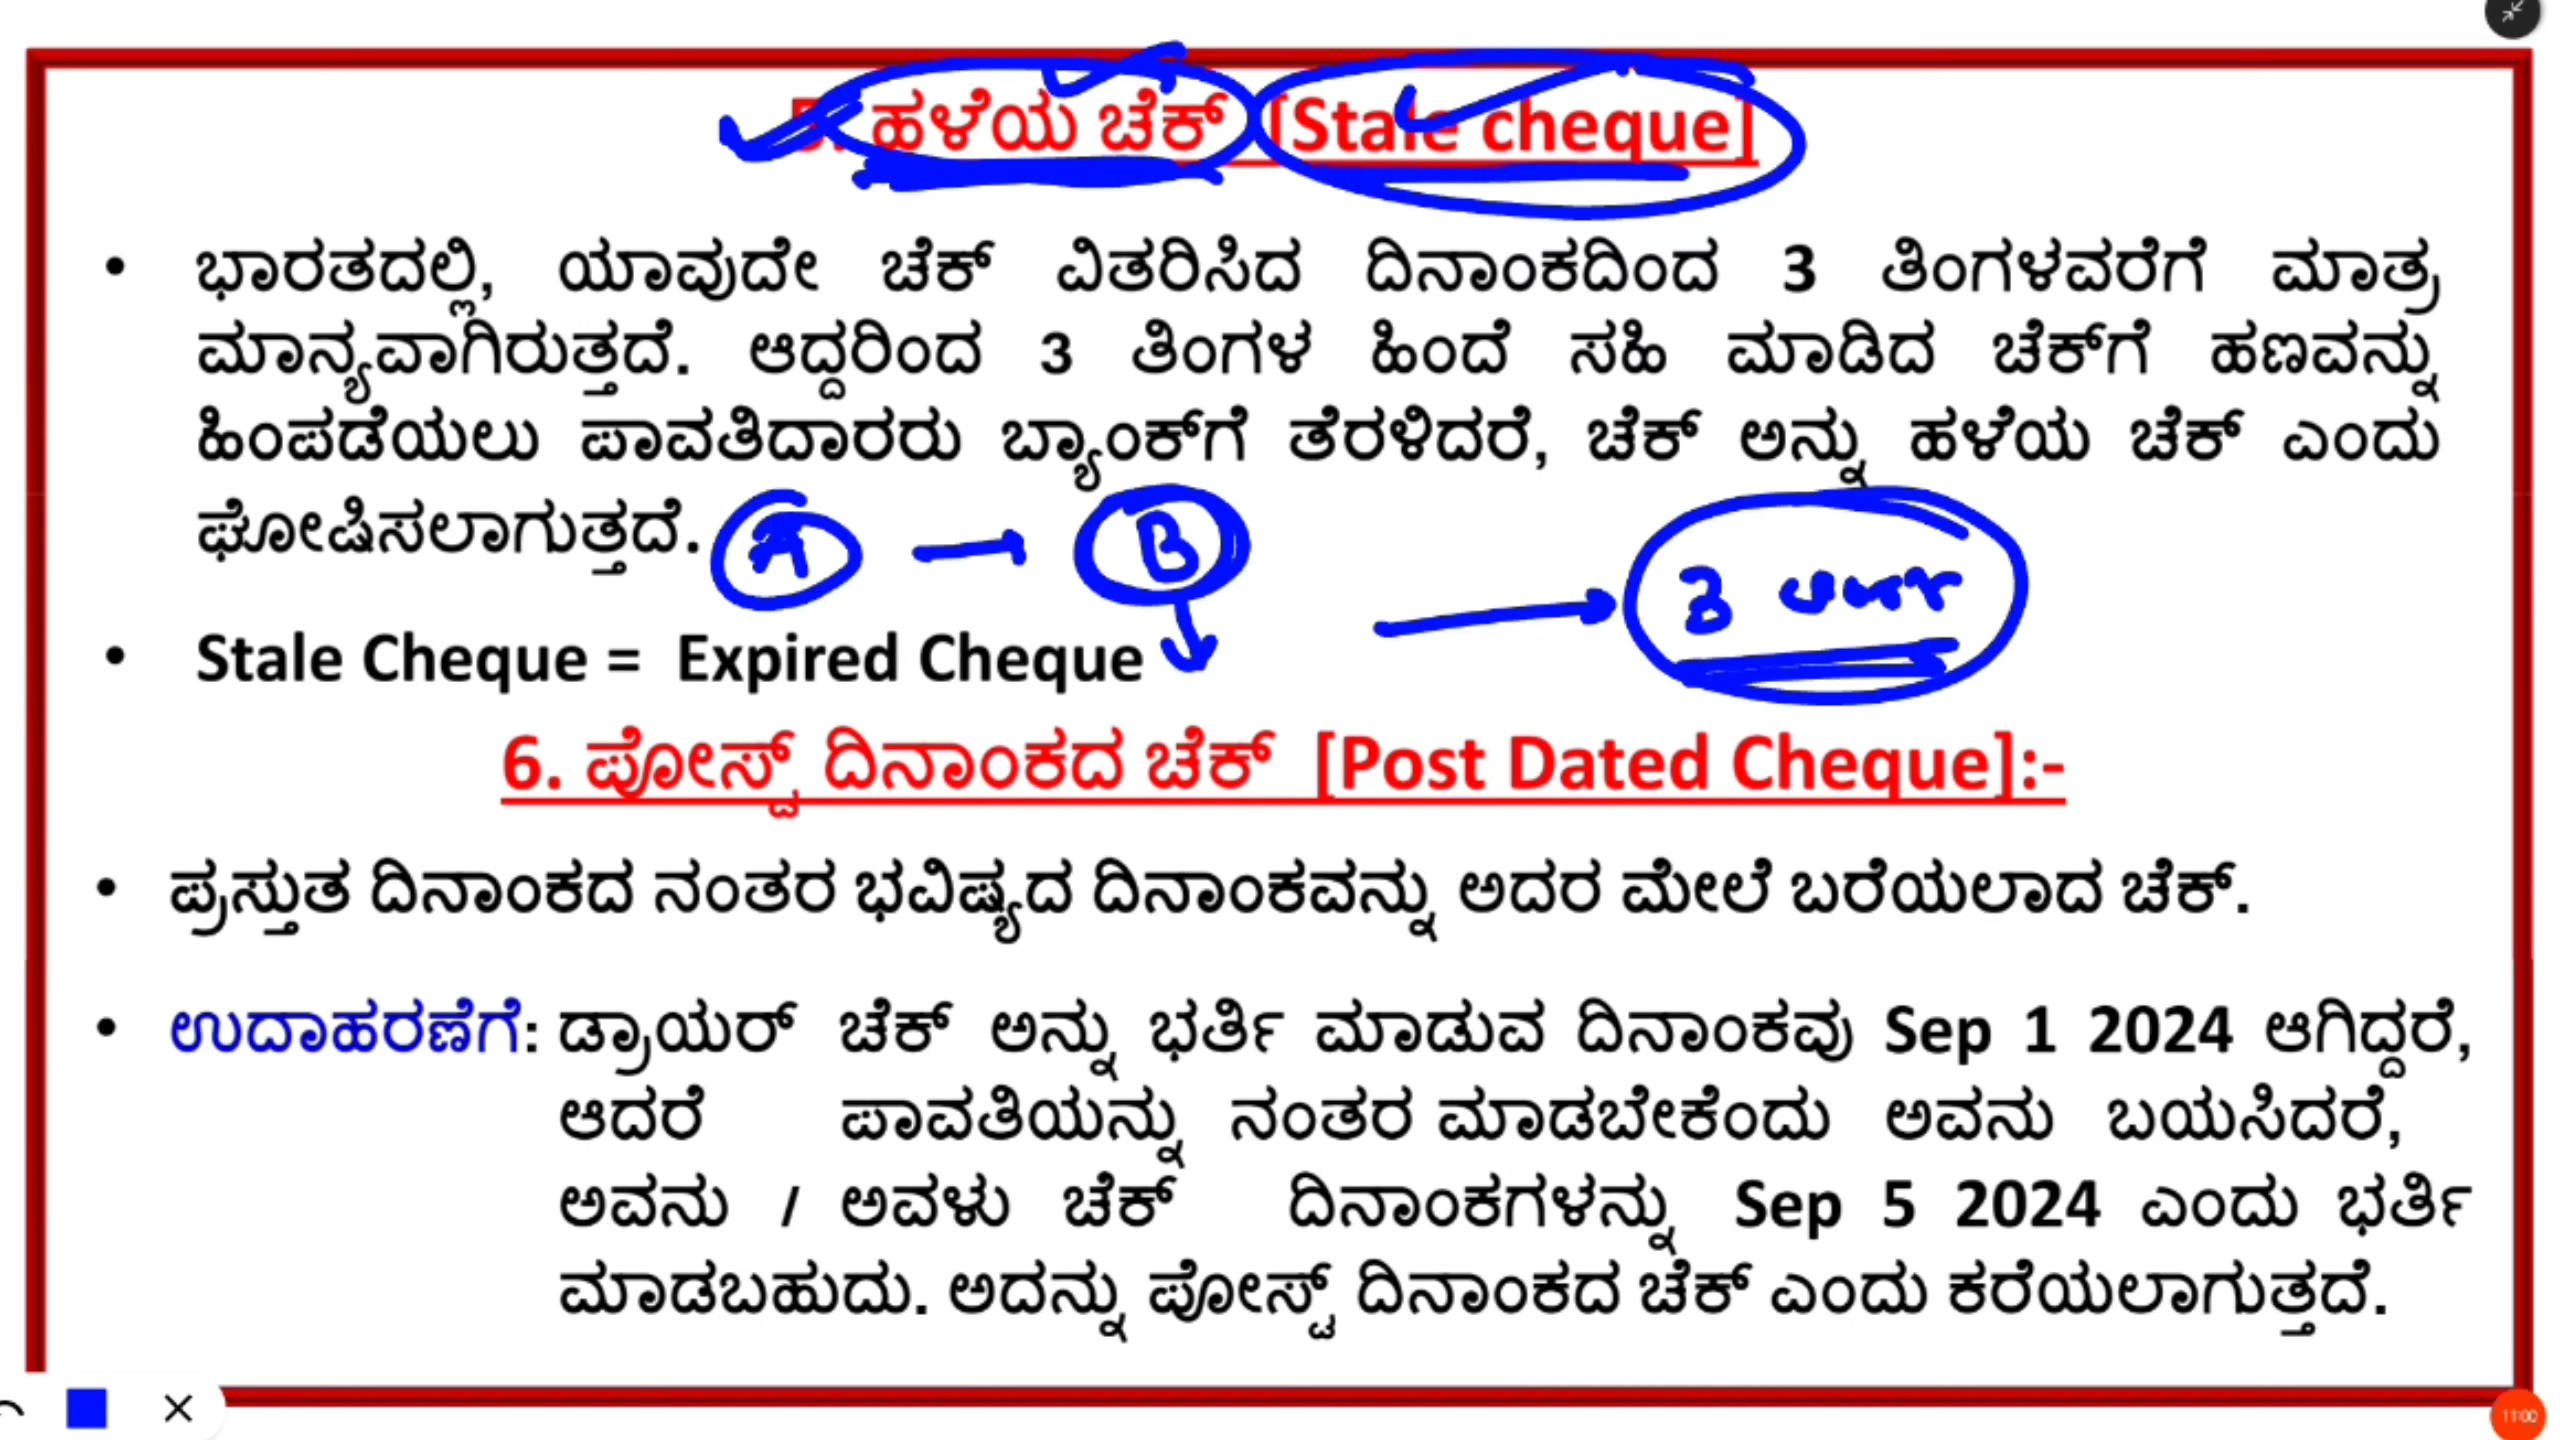 5. ಹಳೆಯ ಚೆಕ್ [Stale cheque]
• ಭಾರತದಲ್ಲಿ, ಯಾವುದೇ ಚೆಕ್ ವಿತರಿಸಿದ ದಿನಾಂಕದಿಂದ 3 ತಿಂಗಳವರೆಗೆ ಮಾತ್ರ
ಮಾನ್ಯವಾಗಿರುತ್ತದೆ. ಆದ್ದರಿಂದ 3 ತಿಂಗಳ ಹಿಂದೆ ಸಹಿ ಮಾಡಿದ ಚೆಕ್‌ಗೆ ಹಣವನ್ನು
ಹಿಂಪಡೆಯಲು ಪಾವತಿದಾರರು ಬ್ಯಾಂಕ್‌ಗೆ ತೆರಳಿದರೆ, ಚೆಕ್ ಅನ್ನು ಹಳೆಯ ಚೆಕ್ ಎಂದು
ಘೋಷಿಸಲಾಗುತ್ತದೆ.
A – B
3
• Stale Cheque = Expired Cheque
6. ಪೋಸ್ಟ್ ದಿನಾಂಕದ ಚೆಕ್ [Post Dated Cheque]:-
• ಪ್ರಸ್ತುತ ದಿನಾಂಕದ ನಂತರ ಭವಿಷ್ಯದ ದಿನಾಂಕವನ್ನು ಅದರ ಮೇಲೆ ಬರೆಯಲಾದ ಚೆಕ್.
• ಉದಾಹರಣೆಗೆ: ಡ್ರಾಯರ್ ಚೆಕ್ ಅನ್ನು ಭರ್ತಿ ಮಾಡುವ ದಿನಾಂಕವು Sep 1 2024 ಆಗಿದ್ದರೆ,
ಆದರೆ ಪಾವತಿಯನ್ನು ನಂತರ ಮಾಡಬೇಕೆಂದು ಅವನು ಬಯಸಿದರೆ,
ಅವನು / ಅವಳು ಚೆಕ್ ದಿನಾಂಕಗಳನ್ನು Sep 5 2024 ಎಂದು ಭರ್ತಿ
ಮಾಡಬಹುದು. ಅದನ್ನು ಪೋಸ್ಟ್ ದಿನಾಂಕದ ಚೆಕ್ ಎಂದು ಕರೆಯಲಾಗುತ್ತದೆ.
11:00